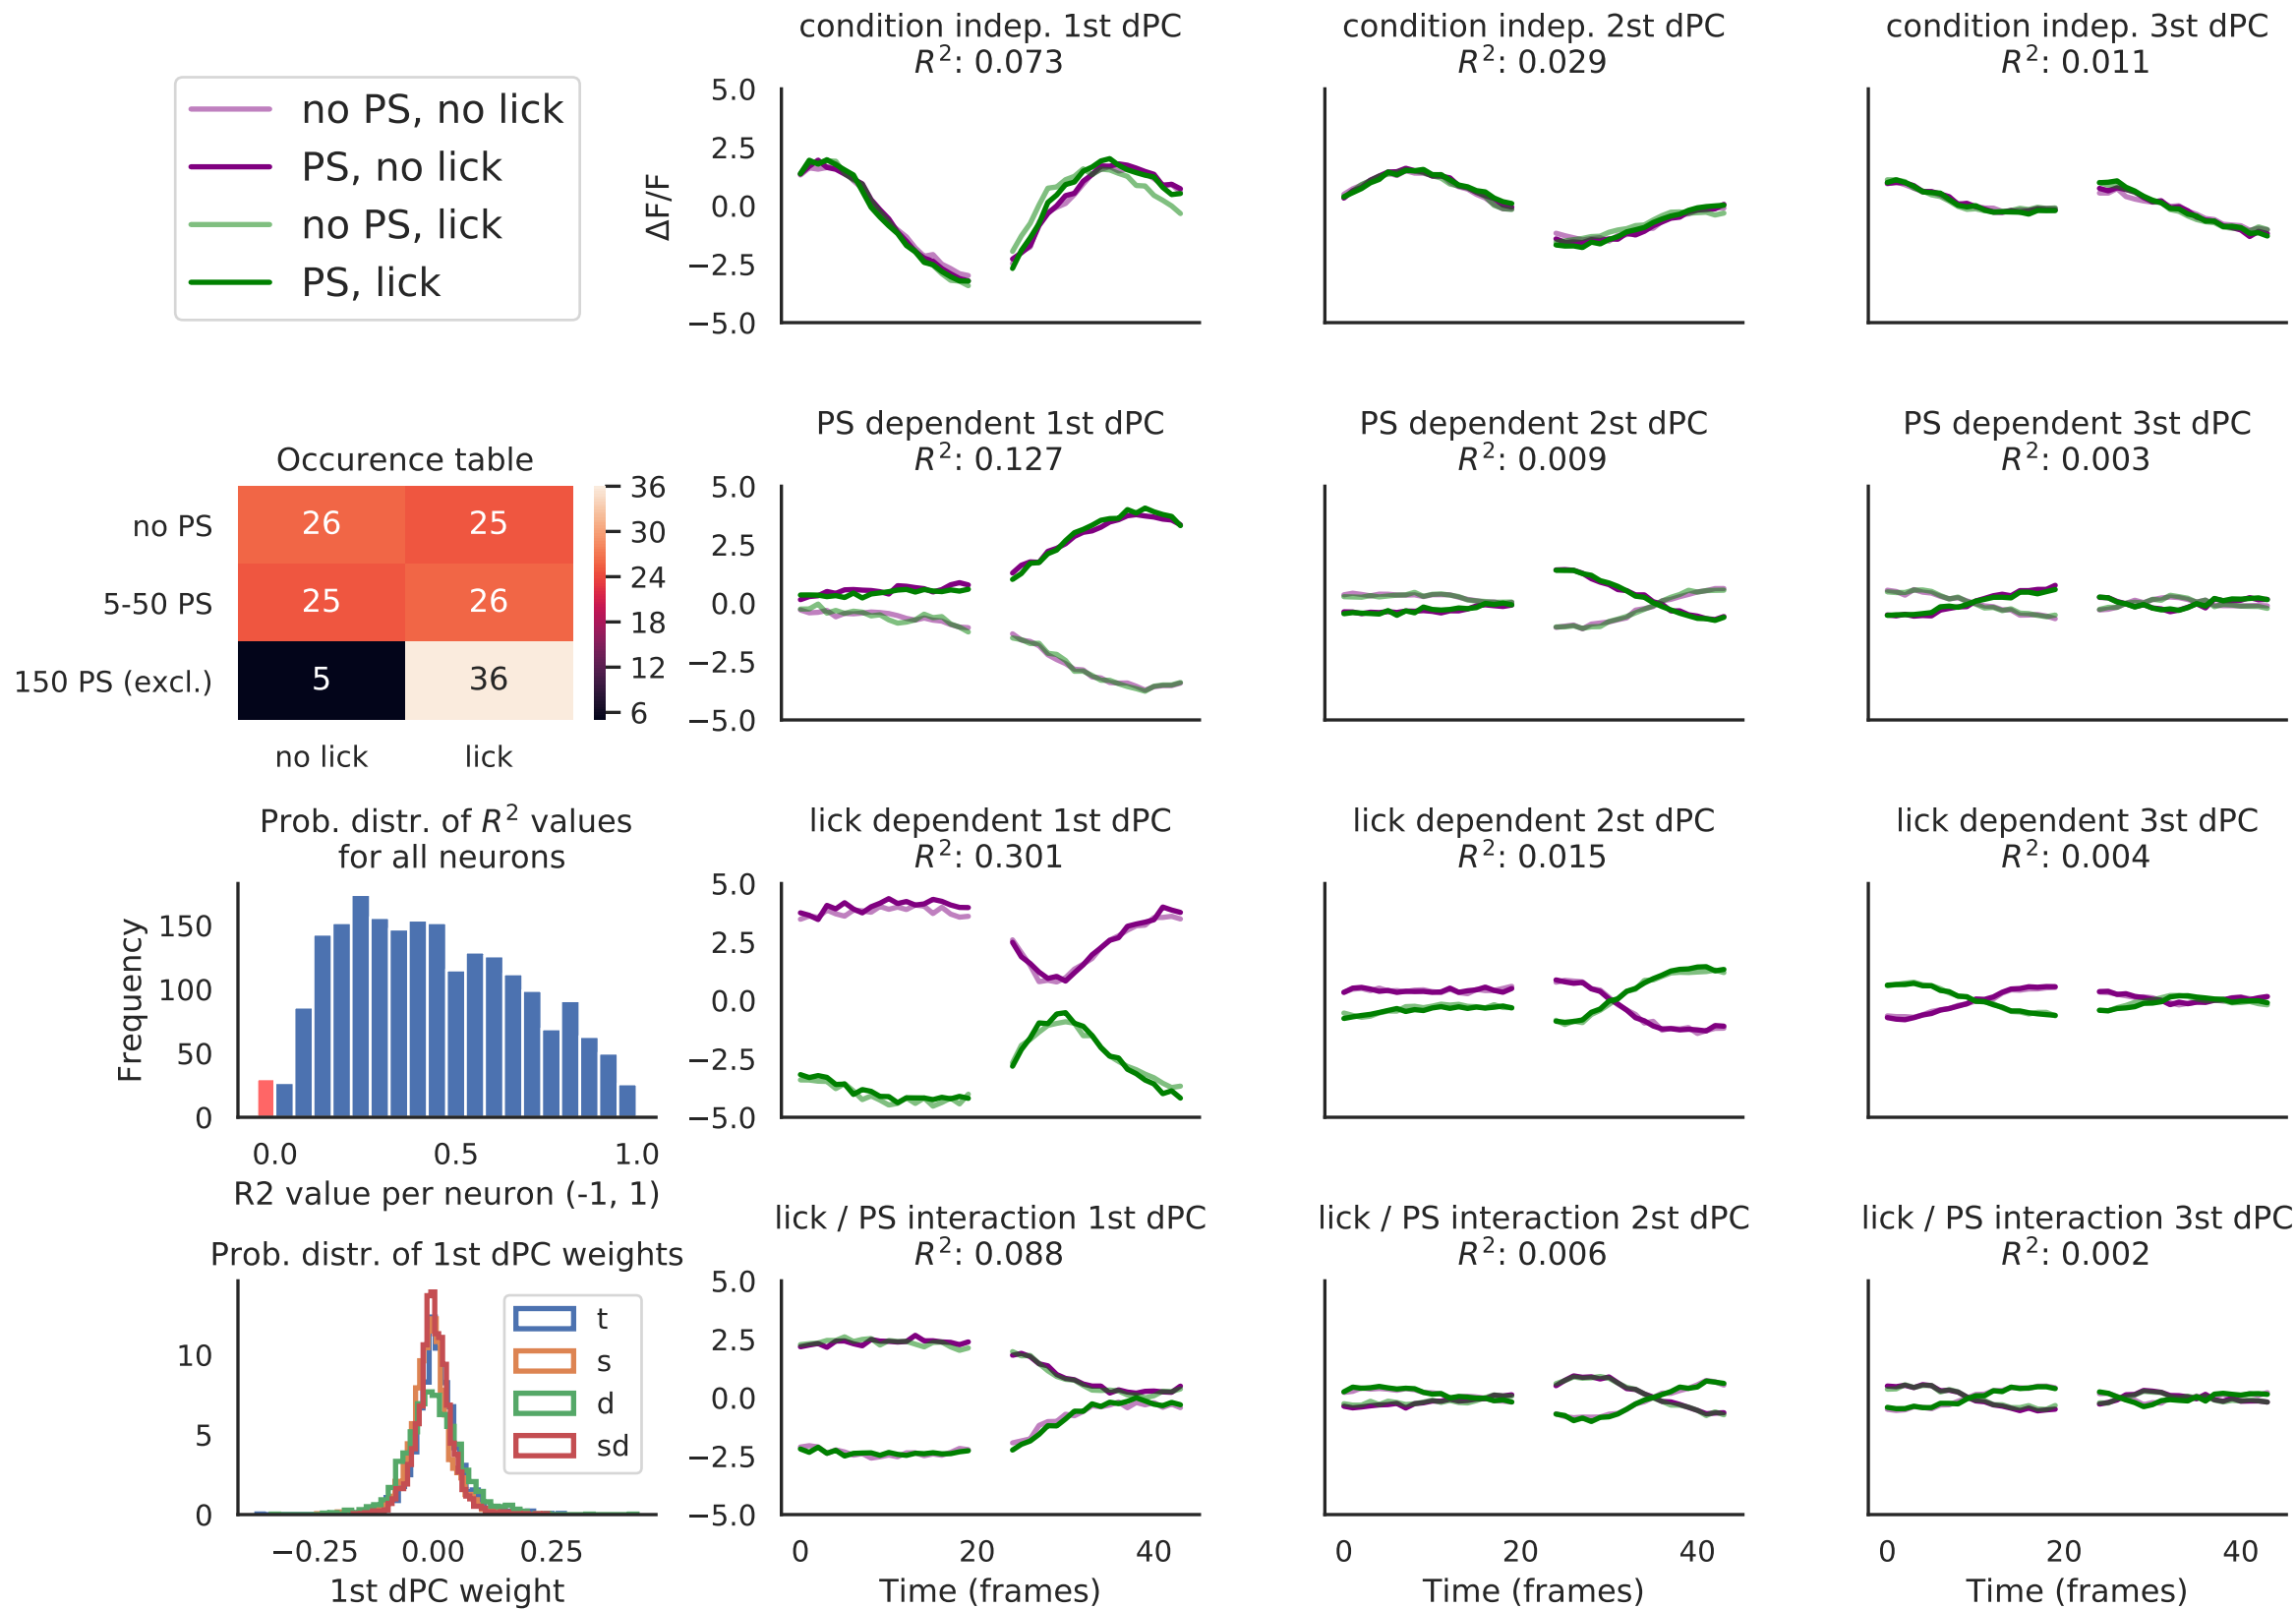 no PS, no lick
PS, no lick
no PS, lick
PS, lick
condition indep. 1st dPC
R²: 0.073
condition indep. 2st dPC
R²: 0.029
condition indep. 3st dPC
R²: 0.011
ΔF/F
5.0
2.5
0.0
−2.5
−5.0
Occurence table
no PS
5-50 PS
150 PS (excl.)
26 25
25 26
5 36
no lick
lick
36
30
24
18
12
6
PS dependent 1st dPC
R²: 0.127
PS dependent 2st dPC
R²: 0.009
PS dependent 3st dPC
R²: 0.003
5.0
2.5
0.0
−2.5
−5.0
Prob. distr. of R² values
for all neurons
Frequency
150
100
50
0
0.0 0.5 1.0
R2 value per neuron (-1, 1)
lick dependent 1st dPC
R²: 0.301
lick dependent 2st dPC
R²: 0.015
lick dependent 3st dPC
R²: 0.004
5.0
2.5
0.0
−2.5
−5.0
Prob. distr. of 1st dPC weights
10
5
0
t
s
d
sd
−0.25 0.00 0.25
1st dPC weight
lick / PS interaction 1st dPC
R²: 0.088
lick / PS interaction 2st dPC
R²: 0.006
lick / PS interaction 3st dPC
R²: 0.002
5.0
2.5
0.0
−2.5
−5.0
0 20 40
Time (frames)
0 20 40
Time (frames)
0 20 40
Time (frames)